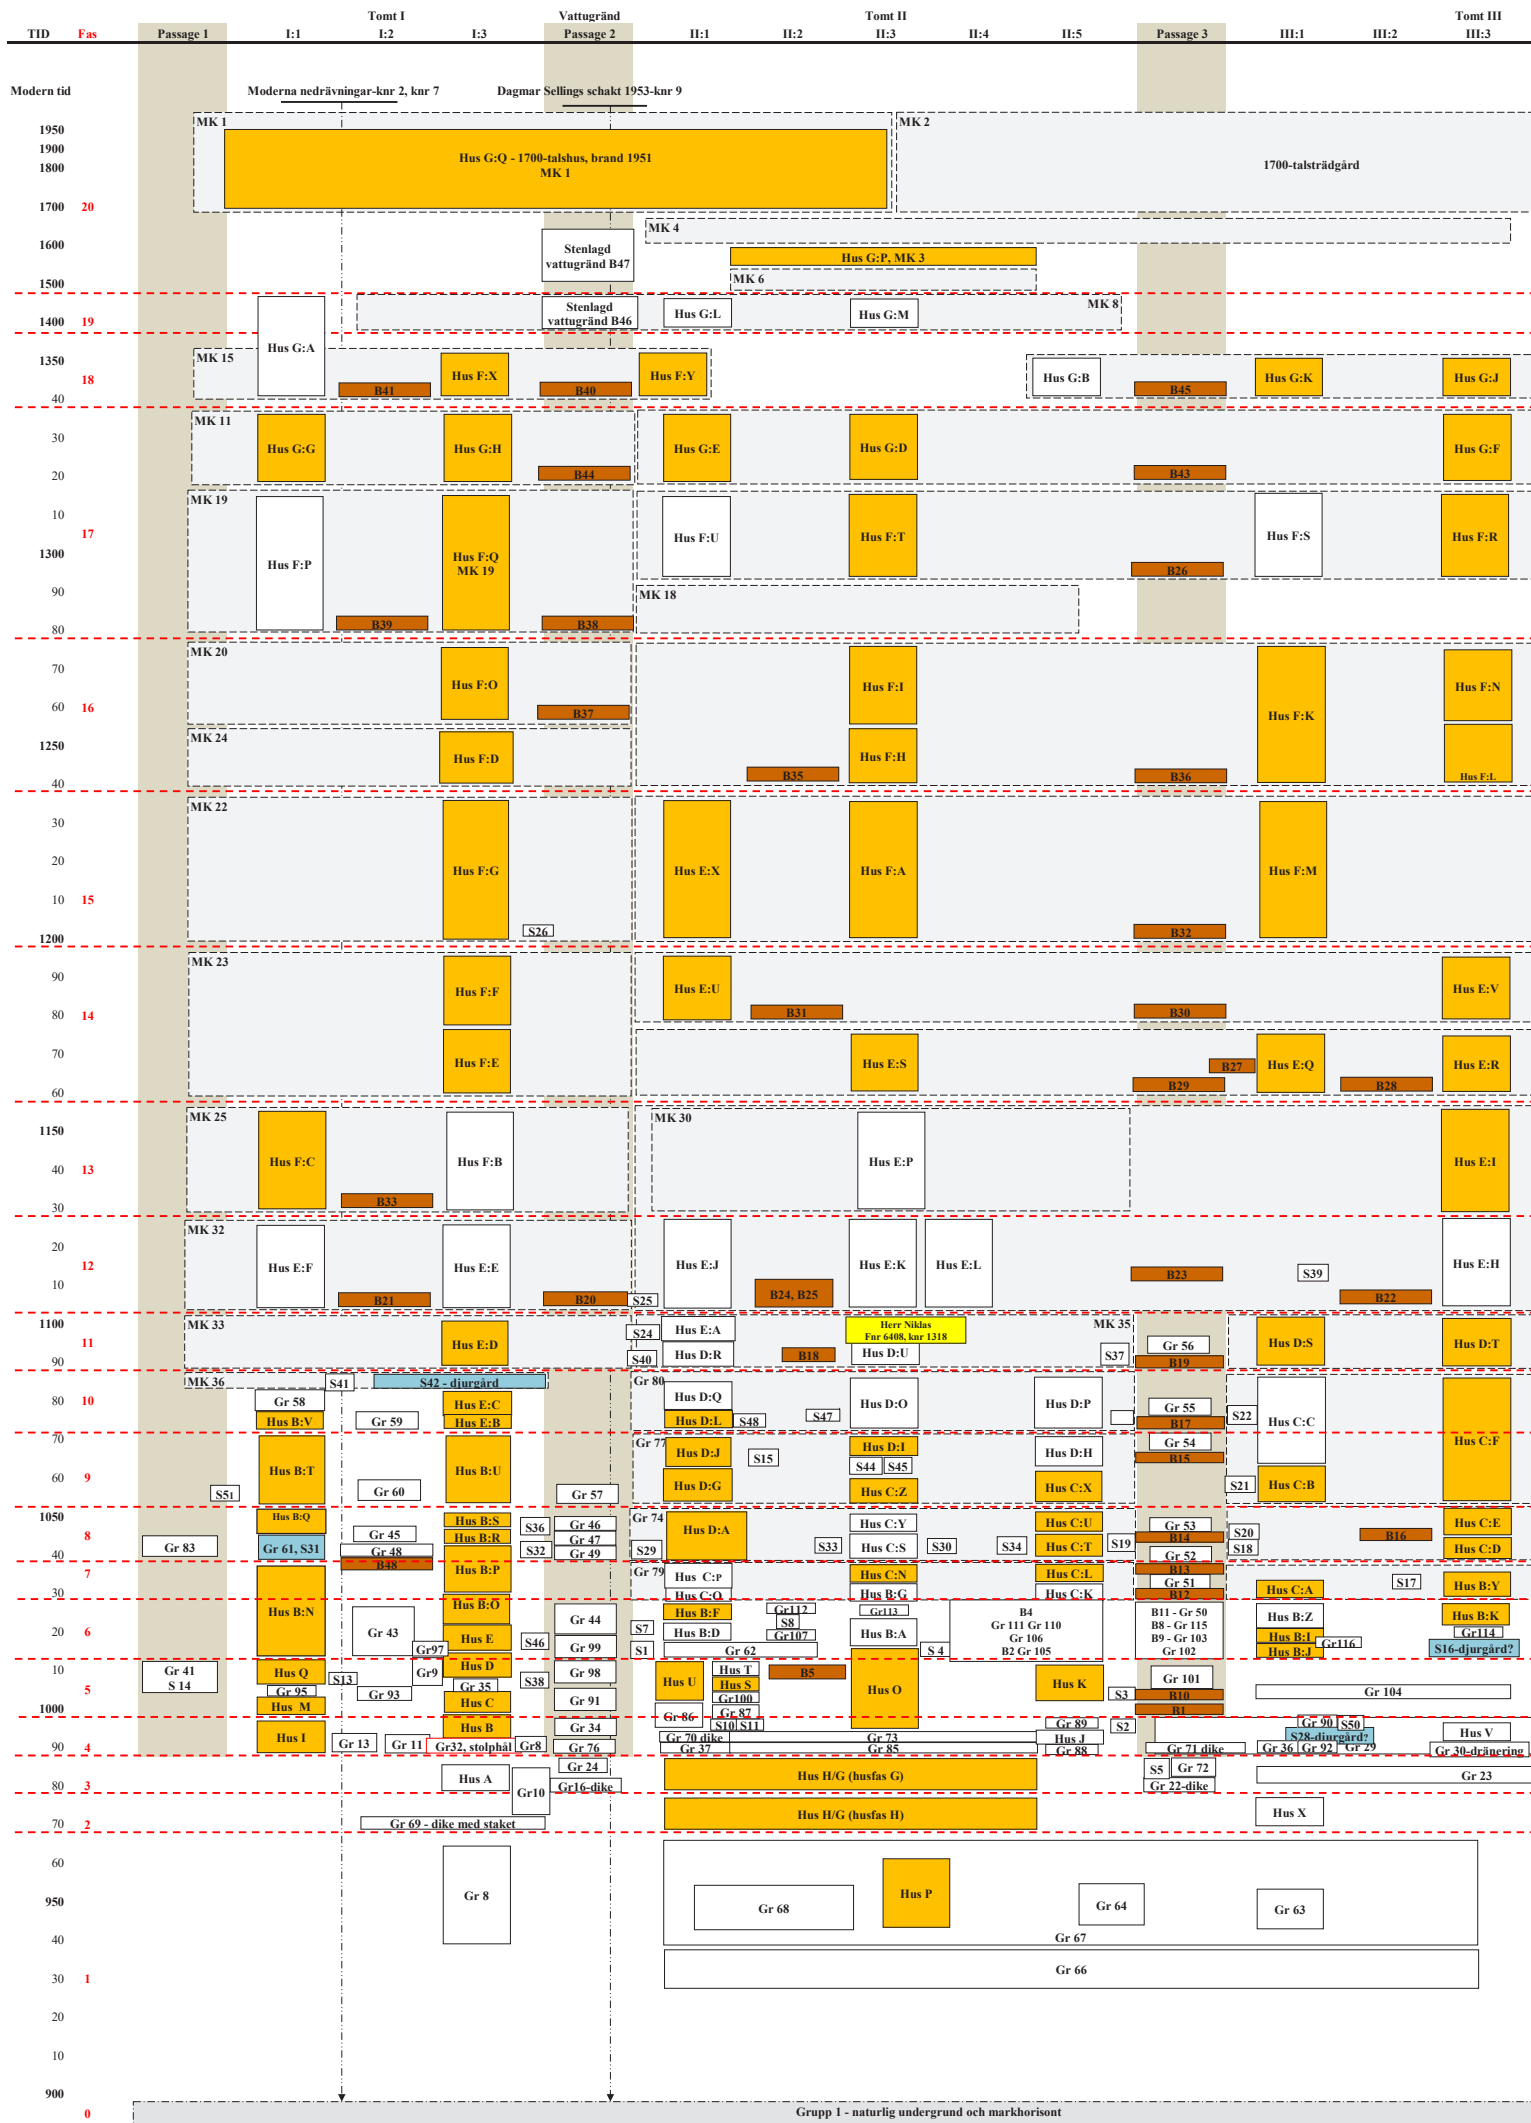 Tomt I Vattugränd Tomt II Tomt III
TID Fas Passage 1 I:1 I:2 I:3 Passage 2 II:1 II:2 II:3 II:4 II:5 Passage 3 III:1 III:2 III:3
Modern tid Moderna nedrävningar-knr 2, knr 7 Dagmar Sellings schakt 1953-knr 9
MK 1 MK 2
1950
1900
Hus G:Q - 1700-talshus, brand 1951
1800 MK 1 1700-talsträdgård
1700 20
MK 4
1600 Stenlagd
vattugränd B47 Hus G:P, MK 3
MK 6
1500
Stenlagd MK 8
vattugränd B46 Hus G:L Hus G:M
1400 19
Hus G:A
MK 15
1350 Hus F:X Hus F:Y Hus G:B Hus G:K Hus G:J
18
B41 B40 B45
40
MK 11
30 Hus G:G Hus G:H Hus G:E Hus G:D Hus G:F
20 B44 B43
MK 19
10
17
Hus F:P Hus F:Q Hus F:U Hus F:T Hus F:S Hus F:R
1300 MK 19
B26
90 MK 18
80 B39 B38
MK 20
70
Hus F:O Hus F:I Hus F:K Hus F:N
60 16 B37
MK 24
1250 Hus F:D Hus F:H
B35 B36 Hus F:L
40
MK 22
30
20
Hus F:G Hus E:X Hus F:A Hus F:M
10 15
S26 B32
1200
MK 23
90 Hus F:F Hus E:U Hus E:V
80 14 B31 B30
70 Hus F:E Hus E:S B27 Hus E:Q Hus E:R
60 B29 B28
MK 25 MK 30
1150
Hus F:C Hus F:B Hus E:P Hus E:I
40 13
30 B33
MK 32
20
12 Hus E:F Hus E:E Hus E:J Hus E:K Hus E:L B23 S39 Hus E:H
10 B21 B20 S25 B24, B25 B22
1100 MK 33 S24 Hus E:A Herr Niklas MK 35
Fnr 6408, knr 1318
11 Hus E:D Gr 56 Hus D:S Hus D:T
90 S40 Hus D:R B18 Hus D:U S37 B19
MK 36 S41 S42 - djurgård Gr 80
10 Gr 58 Hus E:C Hus D:Q Hus D:O Hus D:P Gr 55 S22 Hus C:C
80 Hus B:V Gr 59 Hus E:B Hus D:L S48 S47 B17
70 Gr 77 Hus D:J S15 Hus D:I Hus D:H Gr 54 Hus C:F
Hus B:T Hus B:U S44 S45 B15
60 9 S51 Gr 60 Gr 57 Hus D:G Hus C:Z Hus C:X S21 Hus C:B
1050 Hus B:Q Hus B:S S36 Gr 46 Gr 74 Hus D:A Hus C:Y Hus C:U Gr 53 S20 B16 Hus C:E
8 Gr 45 Hus B:R Gr 47 B14
40 Gr 83 Gr 61, S31 Gr 48 S32 Gr 49 S29 S33 Hus C:S S30 S34 Hus C:T S19 Gr 52 S18 Hus C:D
7 B48 Hus B:P Gr 79 Hus C:P Hus C:N Hus C:L B13 Hus C:A S17 Hus B:Y
30 Gr 51
Hus C:O Hus B:G Hus C:K B12
Hus B:N Hus B:O Gr 44 S7 Hus B:F Gr112 Gr113 B4 B11 - Gr 50 Hus B:Z Hus B:K
20 6 Gr 43 S8 Gr 111 Gr 110 B8 - Gr 115
Hus E S46 Gr 99 Hus B:D Gr107 Hus B:A Gr 106 B9 - Gr 103 Hus B:I Gr116 Gr114
Gr97 S1 Gr 62 S 4 B2 Gr 105 Gr 102 Hus B:J S16-djurgård?
10 Gr 41 Hus Q S13 Gr9 Hus D Gr 98 Hus U Hus T B5 Gr 101
S 14 S38 Hus S Hus O Hus K
5 Gr 95 Gr 93 Gr 35 Gr100 S3 B10 Gr 104
1000 Hus M Hus C Gr 91 Gr 86 Gr 87 B1
Hus I Hus B Gr 34 S10 S11 Gr 89 S2 Gr 90 S50 Hus V
Gr 70 dike Gr 73 Hus J S28-djurgård?
90 4 Gr 13 Gr 11 Gr32, stolphål Gr8 Gr 76 Gr 37 Gr 85 Gr 88 Gr 71 dike Gr 36 Gr 92 Gr 29 Gr 30-dränering
Gr 24 S5 Gr 72
80 3 Hus A Gr10 Gr16-dike Hus H/G (husfas G) Gr 22-dike Gr 23
70 2 Gr 69 - dike med staket Hus H/G (husfas H) Hus X
60
950 Gr 8 Gr 68 Hus P Gr 64 Gr 63
40 Gr 67
30 1 Gr 66
20
10
900
0 Grupp 1 - naturlig undergrund och markhorisont